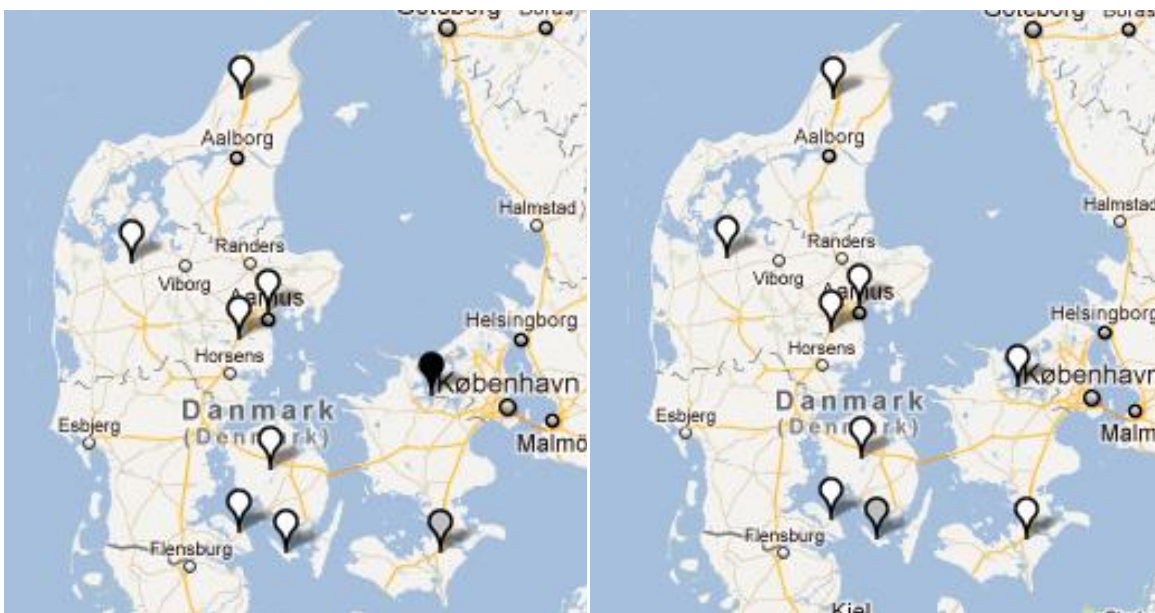 Göteborg
Borås
Aalborg
Halmstad
Randers
Viborg
Aarhus
Helsingborg
Horsens
København
Danmark
(Denmark)
Esbjerg
Malmö
Flensburg
Göteborg
Borås
Aalborg
Halmstad
Randers
Viborg
Aarhus
Helsingborg
Horsens
København
Danmark
(Denmark)
Esbjerg
Malm
Flensburg
Kiel